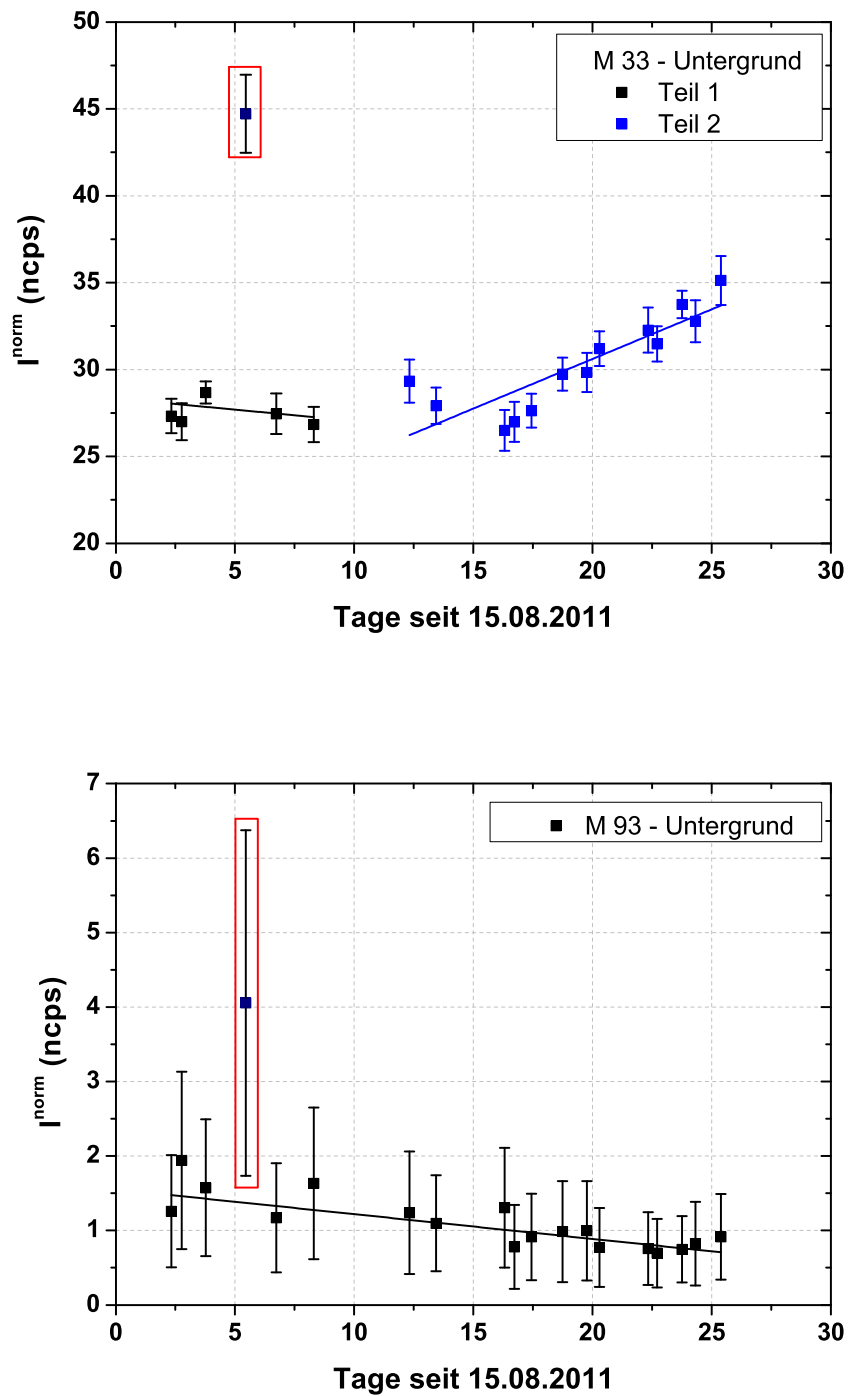 50
45
40
35
30
25
20
I^norm (ncps)
M 33 - Untergrund
Teil 1
Teil 2
0 5 10 15 20 25 30
Tage seit 15.08.2011
7
6
5
4
3
2
1
0
I^norm (ncps)
M 93 - Untergrund
0 5 10 15 20 25 30
Tage seit 15.08.2011